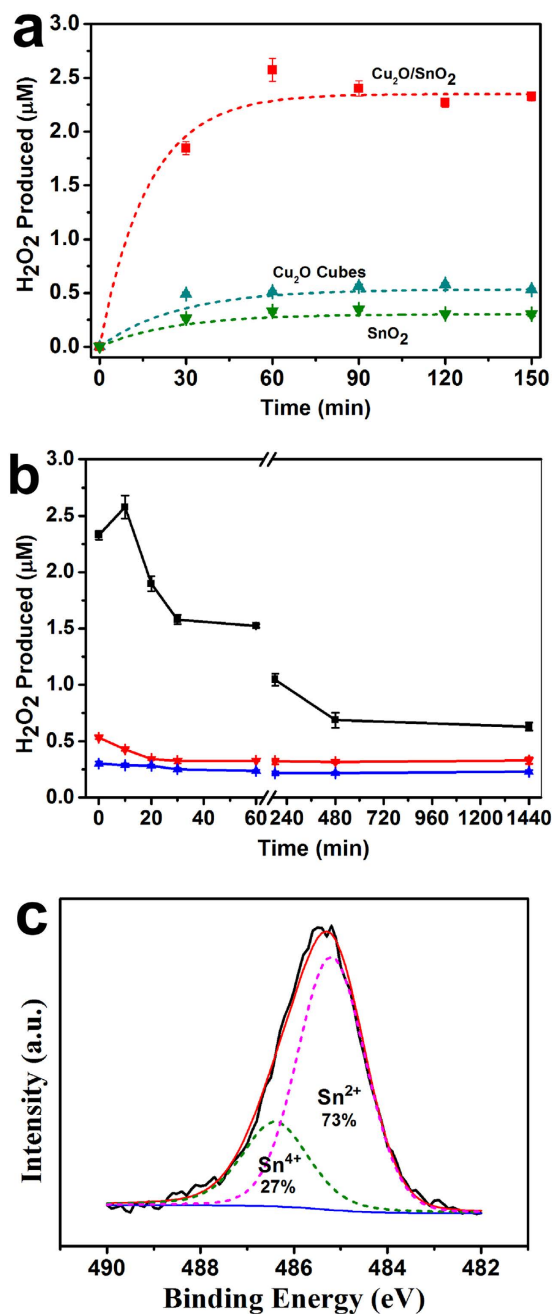 a
3.0
2.5
2.0
1.5
1.0
0.5
0.0
H₂O₂ Produced (μM)
Cu₂O/SnO₂
Cu₂O Cubes
SnO₂
0 30 60 90 120 150
Time (min)
b
3.0
2.5
2.0
1.5
1.0
0.5
0.0
H₂O₂ Produced (μM)
0 20 40 60 240 480 720 960 1200 1440
Time (min)
c
Intensity (a.u.)
Sn²⁺
73%
Sn⁴⁺
27%
490 488 486 484 482
Binding Energy (eV)